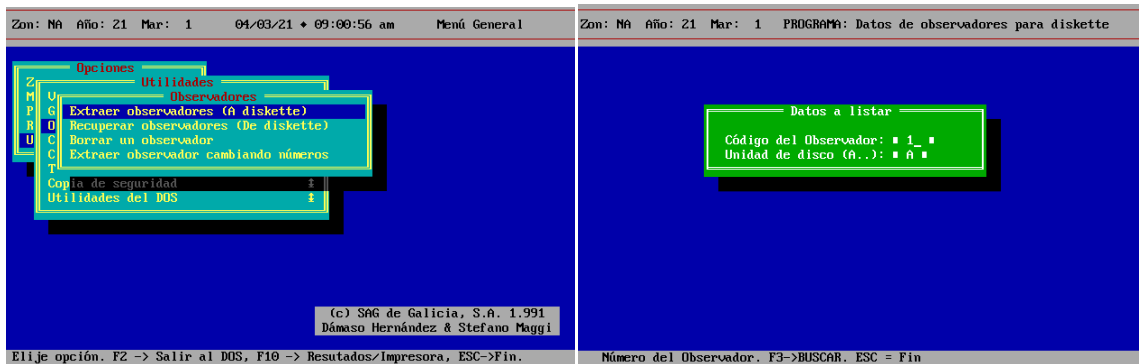 Zon: NA Año: 21 Mar: 1 04/03/21 ♦ 09:00:56 am Menú General
Opciones
Z
Utilidades
M
V
Observadores
P
G
Extraer observadores (A diskette)
R
O
Recuperar observadores (De diskette)
U
C
Borrar un observador
C
Extraer observador cambiando números
T
Copia de seguridad ‡
Utilidades del DOS ‡
(c) SAG de Galicia, S.A. 1.991
Dámaso Hernández & Stefano Maggi
Elije opción. F2 -> Salir al DOS, F10 -> Resutados/Impresora, ESC->Fin.
Zon: NA Año: 21 Mar: 1 PROGRAMA: Datos de observadores para diskette
Datos a listar
Código del Observador: ▪ 1_ ▪
Unidad de disco (A..): ▪ A ▪
Número del Observador. F3->BUSCAR. ESC = Fin